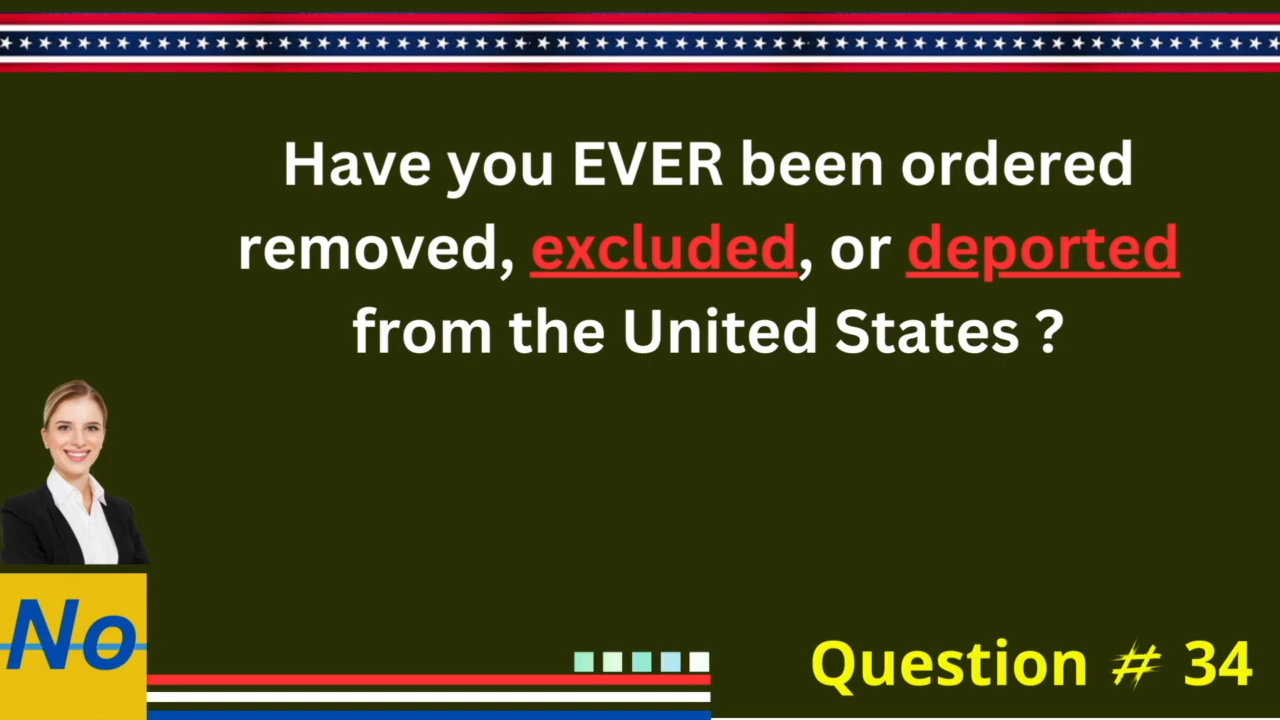 Have you EVER been ordered
removed, excluded, or deported
from the United States ?
No
Question # 34